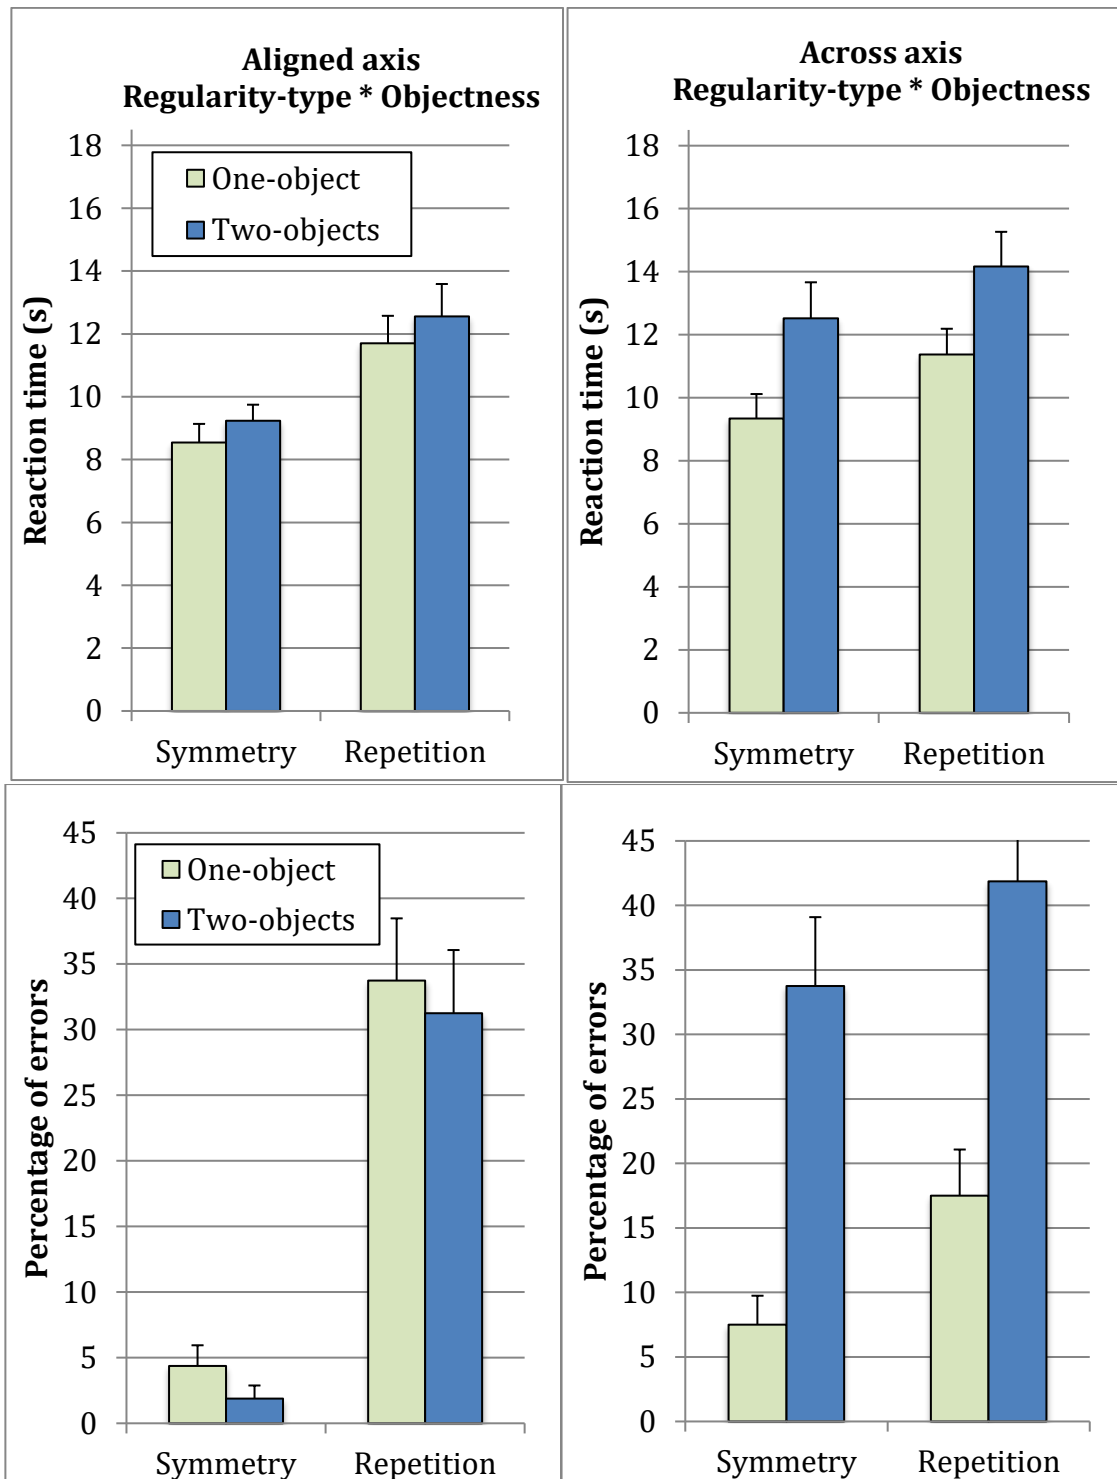 Aligned axis
Regularity-type * Objectness
18
16
14
12
10
8
6
4
2
0
Reaction time (s)
One-object
Two-objects
Symmetry Repetition
Across axis
Regularity-type * Objectness
18
16
14
12
10
8
6
4
2
0
Reaction time (s)
Symmetry Repetition
45
40
35
30
25
20
15
10
5
0
Percentage of errors
One-object
Two-objects
Symmetry Repetition
45
40
35
30
25
20
15
10
5
0
Percentage of errors
Symmetry Repetition